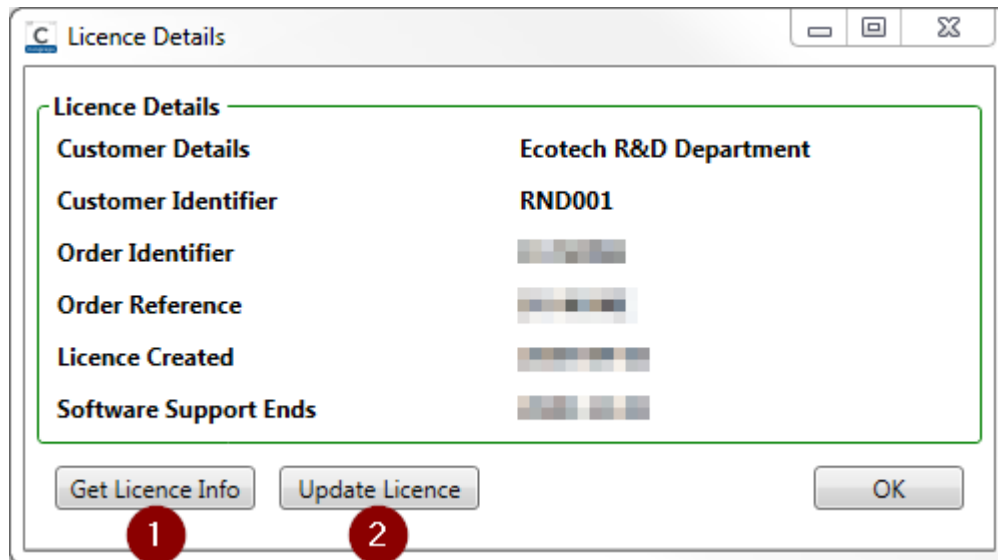 C Licence Details
Licence Details
Customer Details Ecotech R&D Department
Customer Identifier RND001
Order Identifier
Order Reference
Licence Created
Software Support Ends
Get Licence Info Update Licence OK
1 2